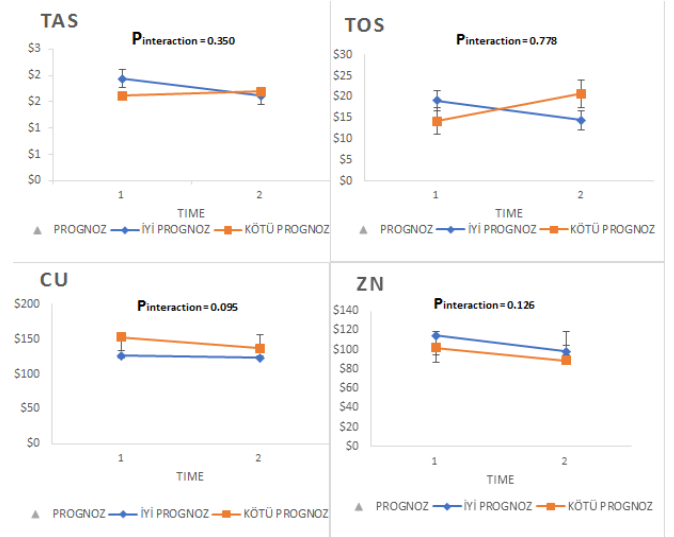 TAS
Pinteraction = 0.350
$3
$2
$2
$1
$1
$0
1 2
TIME
PROGNOZ İYİ PROGNOZ KÖTÜ PROGNOZ
TOS
Pinteraction = 0.778
$30
$25
$20
$15
$10
$5
$0
1 2
TIME
PROGNOZ İYİ PROGNOZ KÖTÜ PROGNOZ
CU
Pinteraction = 0.095
$200
$150
$100
$50
$0
1 2
TIME
PROGNOZ İYİ PROGNOZ KÖTÜ PROGNOZ
ZN
Pinteraction = 0.126
$140
$120
$100
$80
$60
$40
$20
$0
1 2
TIME
PROGNOZ İYİ PROGNOZ KÖTÜ PROGNOZ